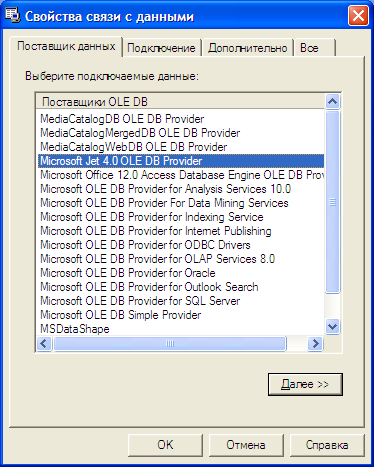 Свойства связи с данными
Поставщик данных Подключение Дополнительно Все
Выберите подключаемые данные:
Поставщики OLE DB
MediaCatalogDB OLE DB Provider
MediaCatalogMergedDB OLE DB Provider
MediaCatalogWebDB OLE DB Provider
Microsoft Jet 4.0 OLE DB Provider
Microsoft Office 12.0 Access Database Engine OLE DB Prov
Microsoft OLE DB Provider for Analysis Services 10.0
Microsoft OLE DB Provider For Data Mining Services
Microsoft OLE DB Provider for Indexing Service
Microsoft OLE DB Provider for Internet Publishing
Microsoft OLE DB Provider for ODBC Drivers
Microsoft OLE DB Provider for OLAP Services 8.0
Microsoft OLE DB Provider for Oracle
Microsoft OLE DB Provider for Outlook Search
Microsoft OLE DB Provider for SQL Server
Microsoft OLE DB Simple Provider
MSDataShape
Далее >>
OK Отмена Справка